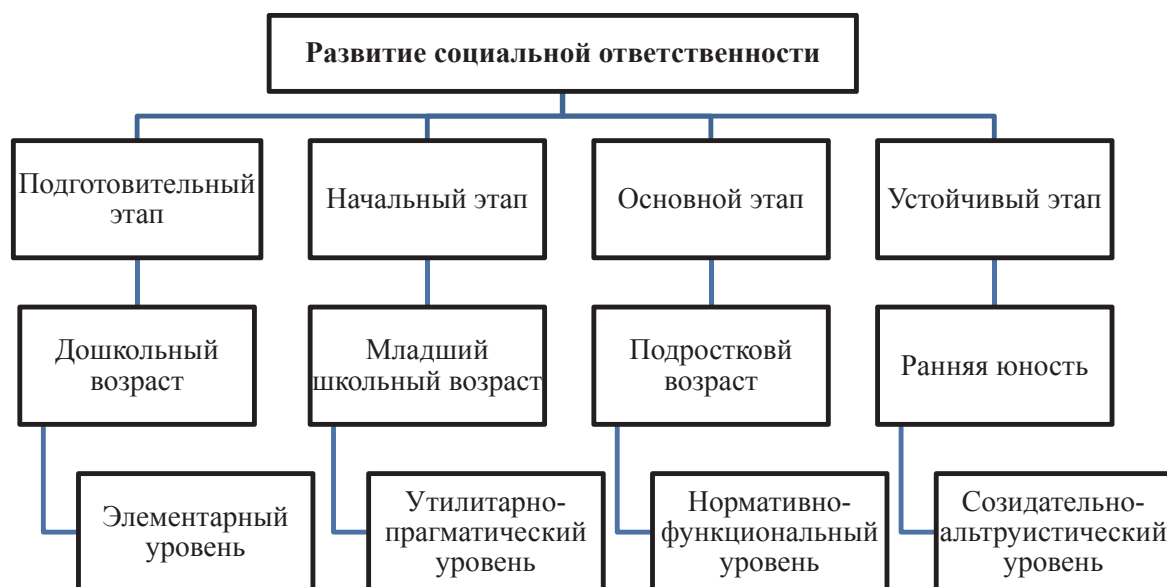 Развитие социальной ответственности
Подготовительный
этап
Начальный этап
Основной этап
Устойчивый этап
Дошкольный
возраст
Младший
школьный возраст
Подростковй
возраст
Ранняя юность
Элементарный
уровень
Утилитарно-
прагматический
уровень
Нормативно-
функциональный
уровень
Созидательно-
альтруистический
уровень